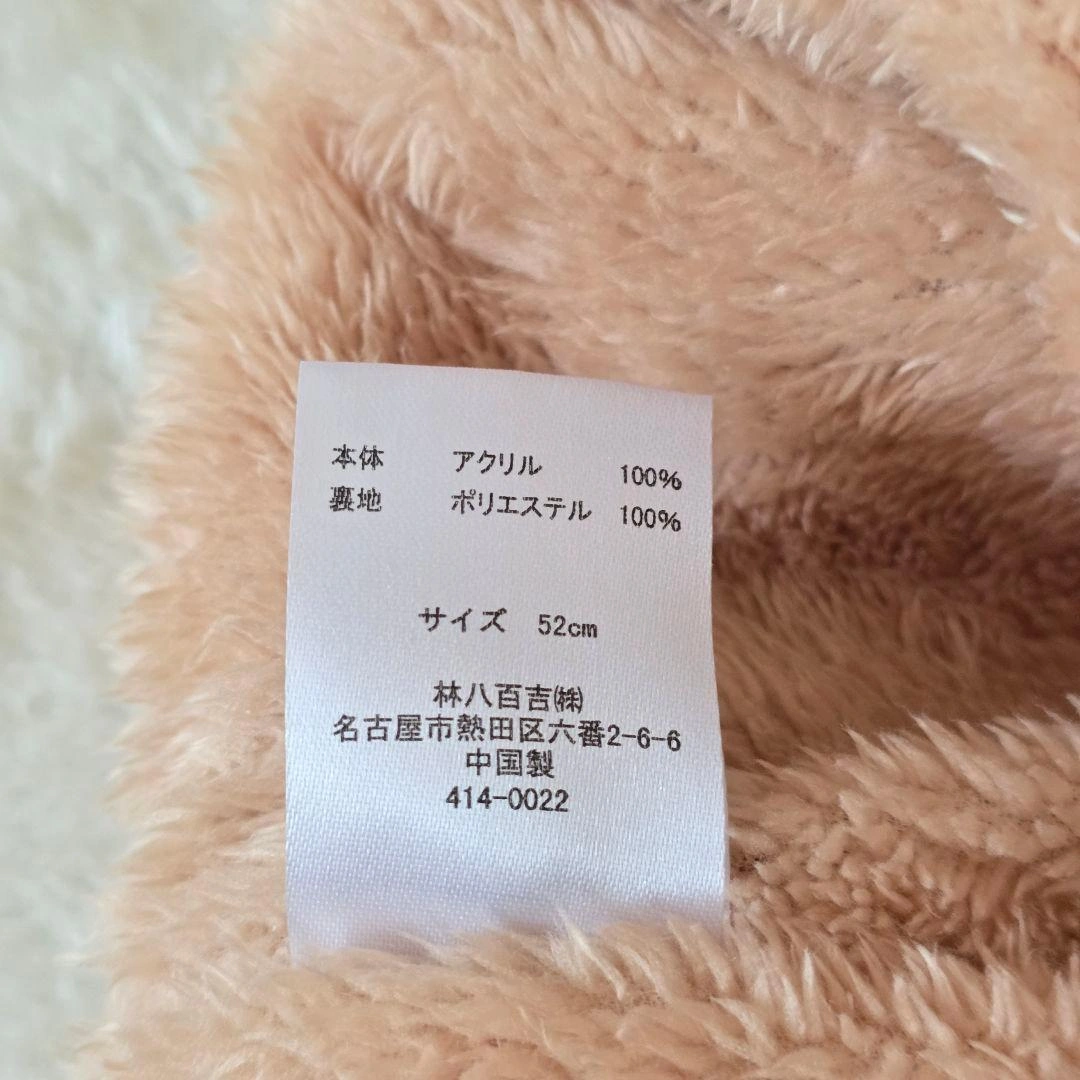 本体 アクリル 100%
裏地 ポリエステル 100%
サイズ 52cm
林八百吉㈱
名古屋市熱田区六番2-6-6
中国製
414-0022